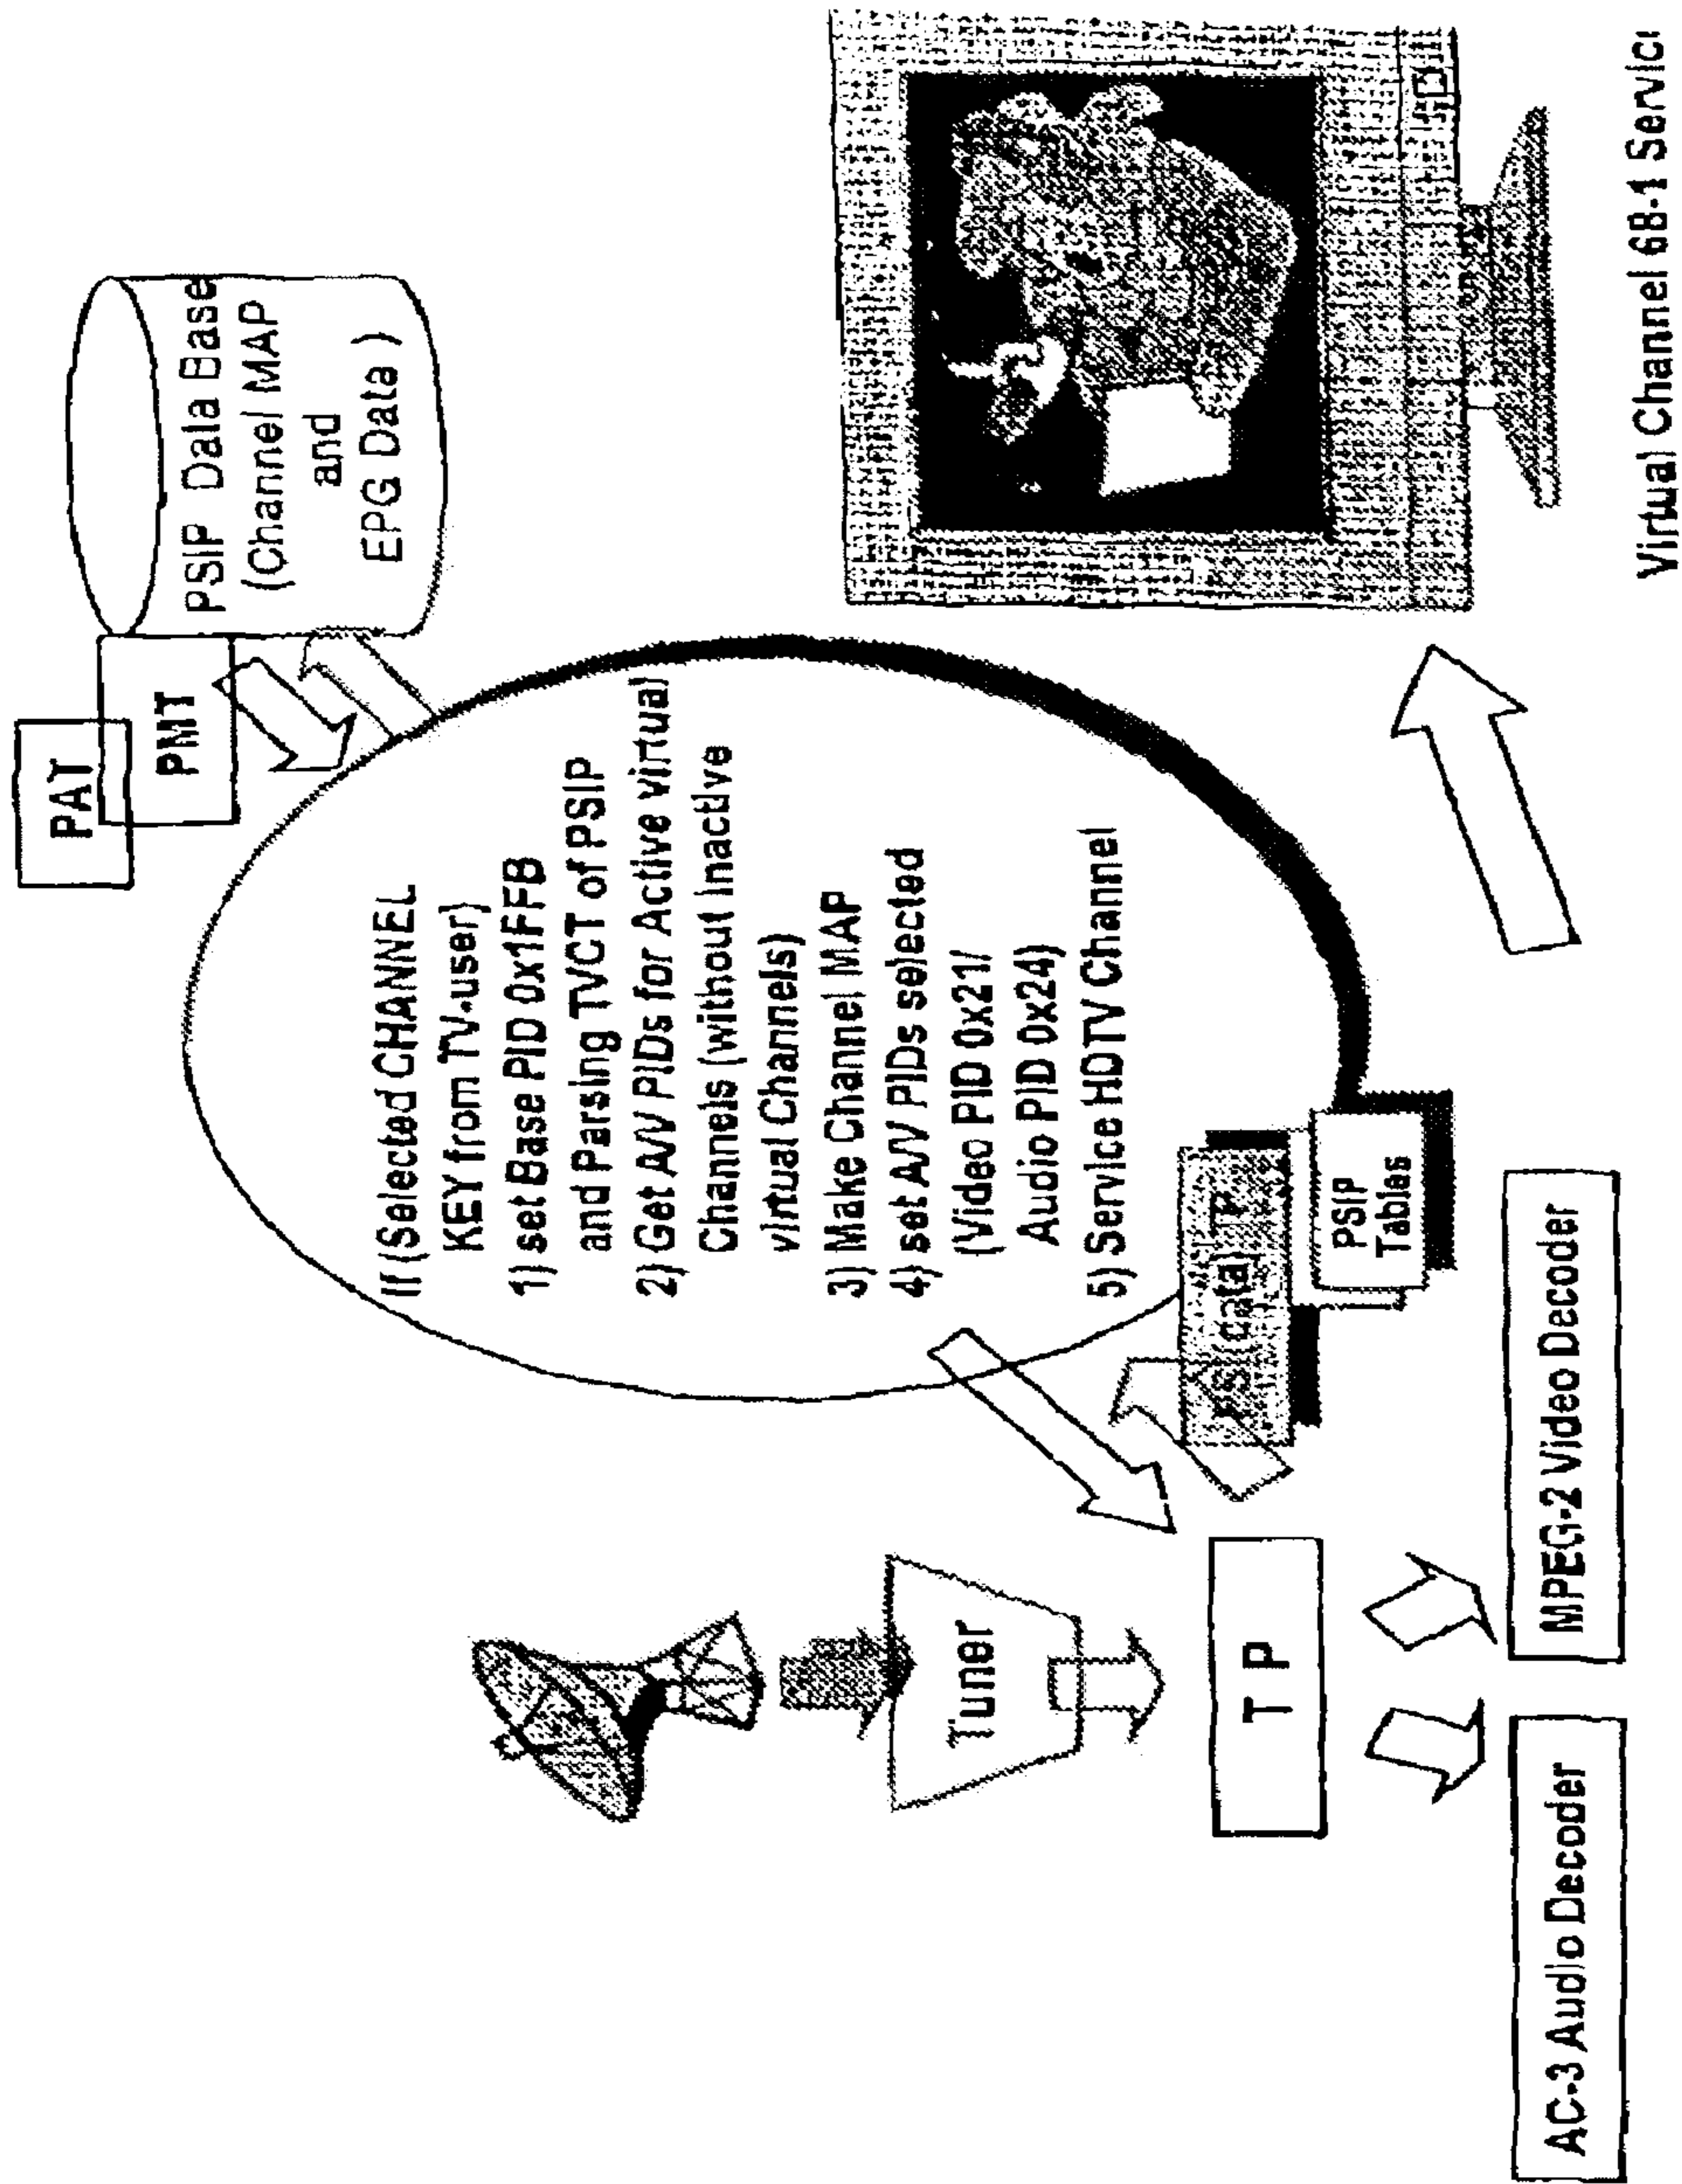 PAT
PMT
PSIP Data Base
(Channel MAP
and
EPG Data )
If (Selected CHANNEL
KEY from TV-user)
1) set Base PID 0x1FFB
and Parsing TVCT of PSIP
2) Get A/V PIDs for Active virtual
Channels (without Inactive
virtual Channels)
3) Make Channel MAP
4) set A/V PIDs selected
(Video PID 0x21/
Audio PID 0x24)
5) Service HDTV Channel
Tuner
T P
(data)
PSIP
Tables
AC-3 Audio Decoder
MPEG-2 Video Decoder
Virtual Channel 68-1